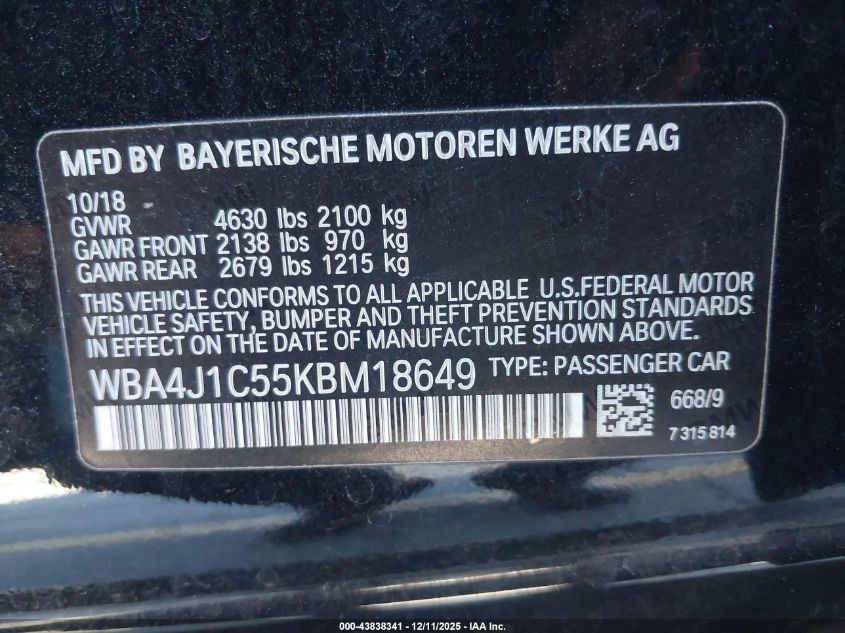 MFD BY BAYERISCHE MOTOREN WERKE AG
10/18
GVWR 4630 lbs 2100 kg
GAWR FRONT 2138 lbs 970 kg
GAWR REAR 2679 lbs 1215 kg
THIS VEHICLE CONFORMS TO ALL APPLICABLE U.S.FEDERAL MOTOR
VEHICLE SAFETY, BUMPER AND THEFT PREVENTION STANDARDS
IN EFFECT ON THE DATE OF MANUFACTURE SHOWN ABOVE.
WBA4J1C55KBM18649 TYPE: PASSENGER CAR
668/9
7 315 814
000-43838341 - 12/11/2025 - IAA Inc.